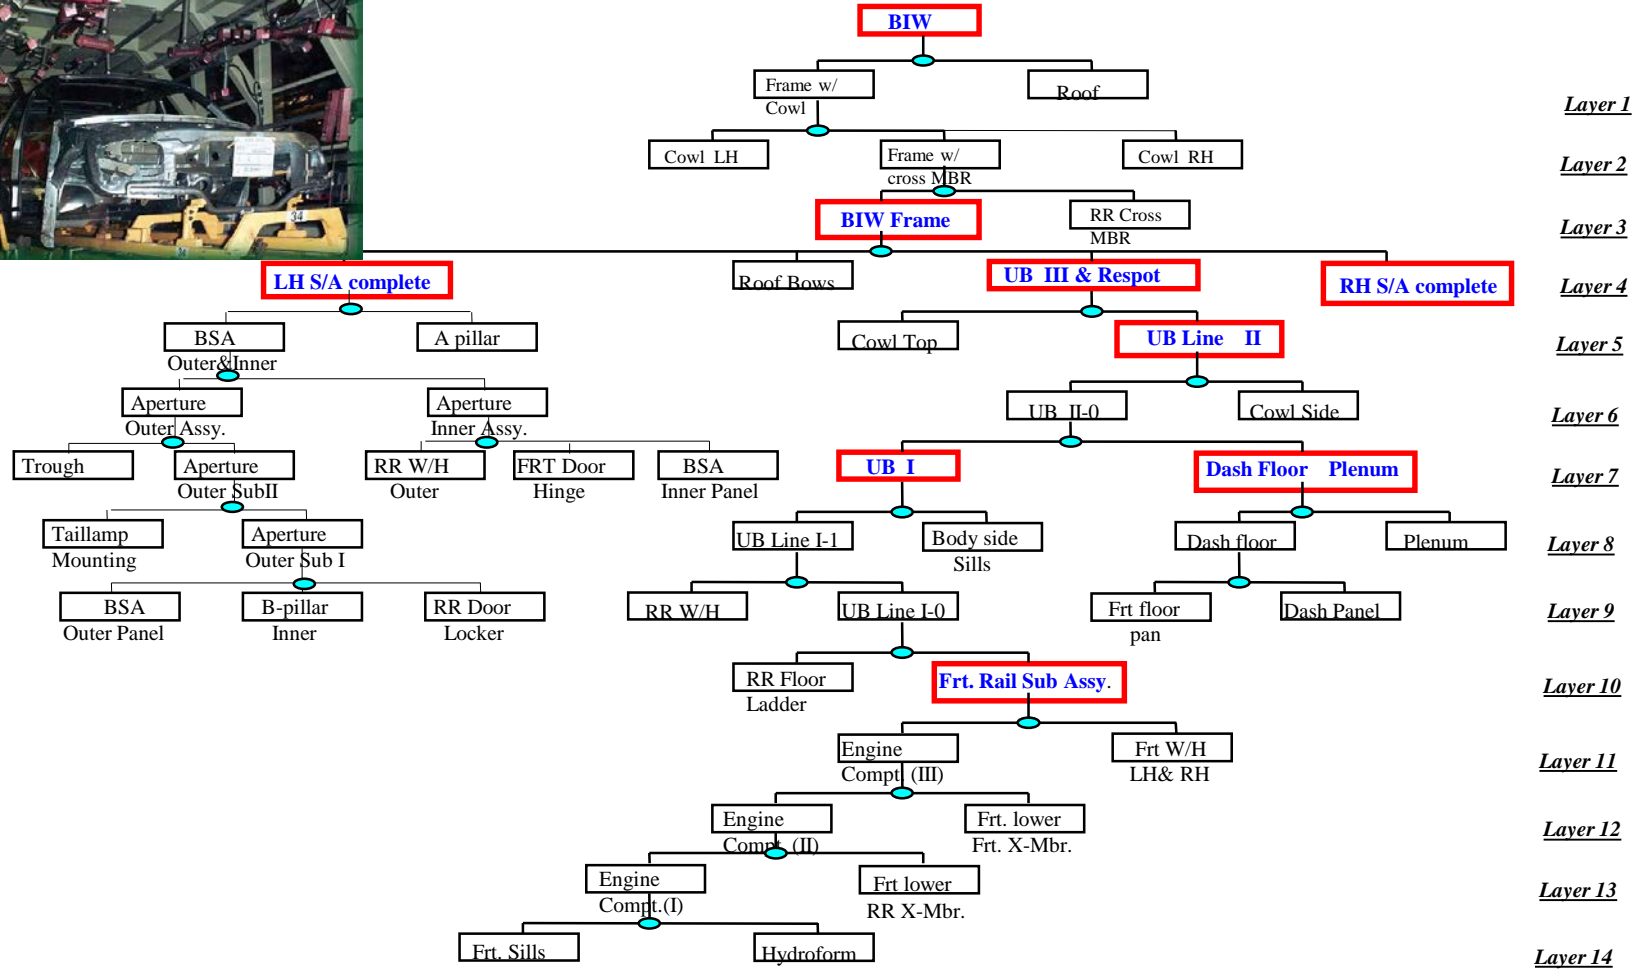 BIW
Frame w/
Cowl
Roof
Layer 1
Cowl LH
Frame w/
cross MBR
Cowl RH
Layer 2
BIW Frame
RR Cross
MBR
Layer 3
34
LH S/A complete
Roof Bows
UB III & Respot
RH S/A complete
Layer 4
BSA
Outer&Inner
A pillar
Cowl Top
UB Line II
Layer 5
Aperture
Outer Assy.
Aperture
Inner Assy.
UB II-0
Cowl Side
Layer 6
Trough
Aperture
Outer SubII
RR W/H
Outer
FRT Door
Hinge
BSA
Inner Panel
UB I
Dash Floor Plenum
Layer 7
Taillamp
Mounting
Aperture
Outer Sub I
UB Line I-1
Body side
Sills
Dash floor
Plenum
Layer 8
BSA
Outer Panel
B-pillar
Inner
RR Door
Locker
RR W/H
UB Line I-0
Frt floor
pan
Dash Panel
Layer 9
RR Floor
Ladder
Frt. Rail Sub Assy.
Layer 10
Engine
Compt. (III)
Frt W/H
LH& RH
Layer 11
Engine
Compt. (II)
Frt. lower
Frt. X-Mbr.
Layer 12
Engine
Compt.(I)
Frt lower
RR X-Mbr.
Layer 13
Frt. Sills
Hydroform
Layer 14